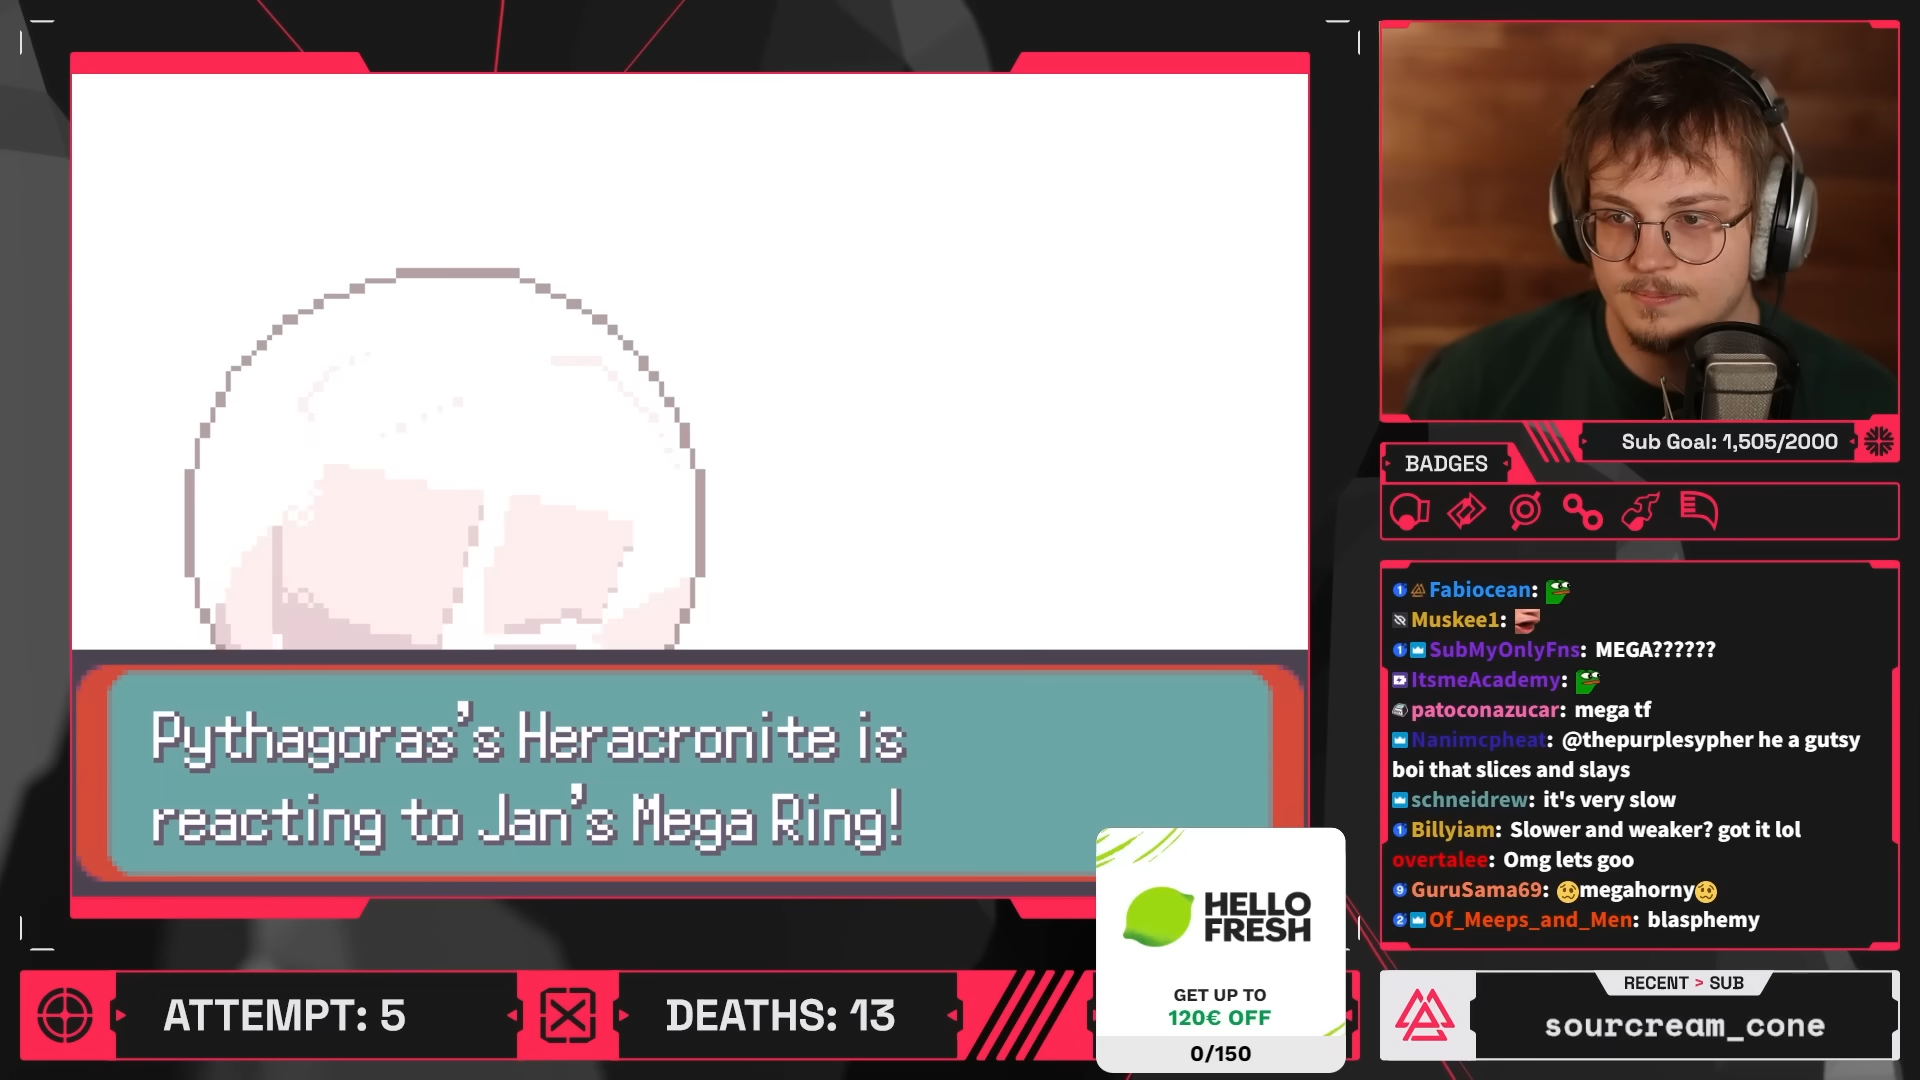 Pythagoras's Heracronite is
reacting to Jan's Mega Ring!
HELLO
FRESH
GET UP TO
120€ OFF
0/150
ATTEMPT: 5
DEATHS: 13
Sub Goal: 1,505/2000
BADGES
Fabiocean:
Muskee1:
SubMyOnlyFns: MEGA??????
ItsmeAcademy:
patoconazucar: mega tf
Nanimcpheat: @thepurplesypher he a gutsy
boi that slices and slays
schneidrew: it's very slow
Billyiam: Slower and weaker? got it lol
overtalee: Omg lets goo
GuruSama69: 🥴megahorny🥴
Of_Meeps_and_Men: blasphemy
RECENT > SUB
sourcream_cone